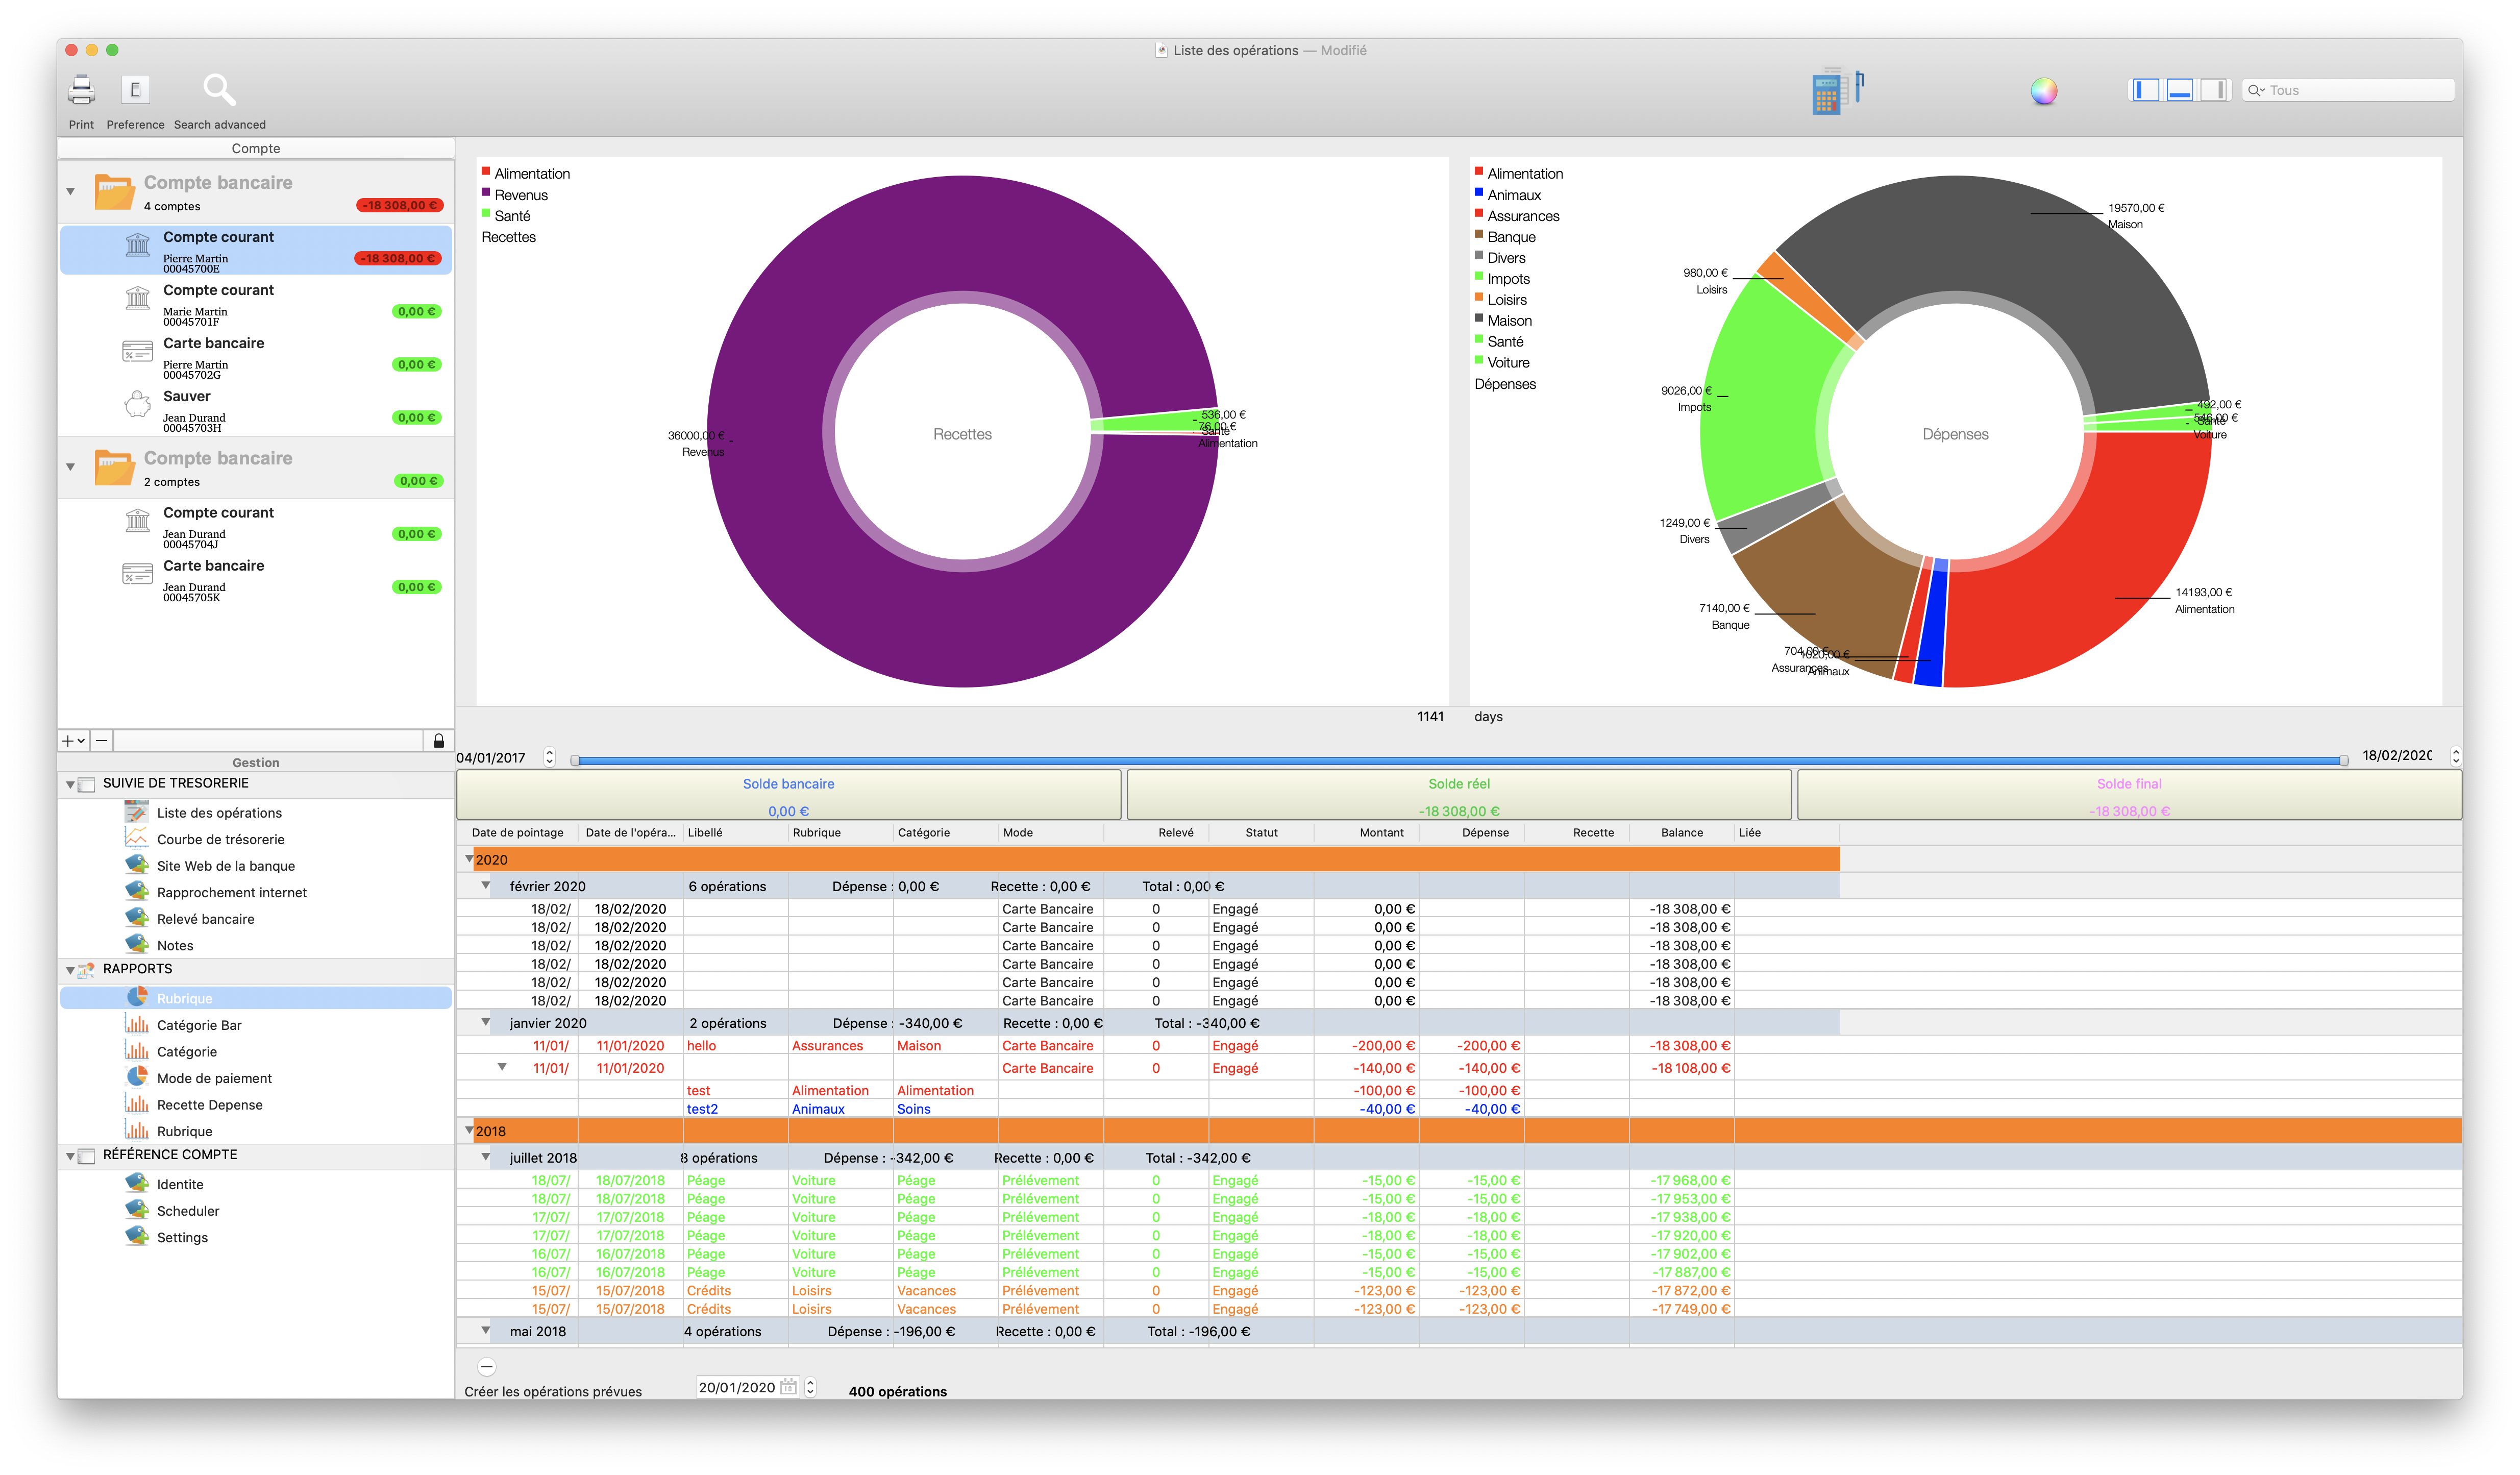 Liste des opérations — Modifié
Print Preference Search advanced
Tous
Compte
Compte bancaire
4 comptes -18 308,00 €
Compte courant
Pierre Martin -18 308,00 €
00045700E
Compte courant
Marie Martin 0,00 €
00045701F
Carte bancaire
Pierre Martin 0,00 €
00045702G
Sauver
Jean Durand 0,00 €
00045703H
Compte bancaire
2 comptes 0,00 €
Compte courant
Jean Durand 0,00 €
00045704J
Carte bancaire
Jean Durand 0,00 €
00045705K
Gestion
SUIVIE DE TRESORERIE
Liste des opérations
Courbe de trésorerie
Site Web de la banque
Rapprochement internet
Relevé bancaire
Notes
RAPPORTS
Rubrique
Catégorie Bar
Catégorie
Mode de paiement
Recette Depense
Rubrique
RÉFÉRENCE COMPTE
Identite
Scheduler
Settings
Alimentation
Revenus
Santé
Recettes
Recettes
36000,00 €
Revenus
536,00 €
76,00 €
Santé
Alimentation
Alimentation
Animaux
Assurances
Banque
Divers
Impots
Loisirs
Maison
Santé
Voiture
Dépenses
Dépenses
19570,00 €
Maison
980,00 €
Loisirs
9026,00 €
Impots
1249,00 €
Divers
7140,00 €
Banque
704,00 €
Assurances
1020,00 €
Animaux
14193,00 €
Alimentation
492,00 €
Santé
546,00 €
Voiture
1141 days
04/01/2017 18/02/2020
Solde bancaire
0,00 €
Solde réel
-18 308,00 €
Solde final
-18 308,00 €
Date de pointage Date de l'opéra... Libellé Rubrique Catégorie Mode Relevé Statut Montant Dépense Recette Balance Liée
2020
février 2020 6 opérations Dépense : 0,00 € Recette : 0,00 € Total : 0,00 €
18/02/ 18/02/2020 Carte Bancaire 0 Engagé 0,00 € -18 308,00 €
18/02/ 18/02/2020 Carte Bancaire 0 Engagé 0,00 € -18 308,00 €
18/02/ 18/02/2020 Carte Bancaire 0 Engagé 0,00 € -18 308,00 €
18/02/ 18/02/2020 Carte Bancaire 0 Engagé 0,00 € -18 308,00 €
18/02/ 18/02/2020 Carte Bancaire 0 Engagé 0,00 € -18 308,00 €
18/02/ 18/02/2020 Carte Bancaire 0 Engagé 0,00 € -18 308,00 €
janvier 2020 2 opérations Dépense : -340,00 € Recette : 0,00 € Total : -340,00 €
11/01/ 11/01/2020 hello Assurances Maison Carte Bancaire 0 Engagé -200,00 € -200,00 € -18 308,00 €
11/01/ 11/01/2020 Carte Bancaire 0 Engagé -140,00 € -140,00 € -18 108,00 €
test Alimentation Alimentation -100,00 € -100,00 €
test2 Animaux Soins -40,00 € -40,00 €
2018
juillet 2018 8 opérations Dépense : -342,00 € Recette : 0,00 € Total : -342,00 €
18/07/ 18/07/2018 Péage Voiture Péage Prélévement 0 Engagé -15,00 € -15,00 € -17 968,00 €
18/07/ 18/07/2018 Péage Voiture Péage Prélévement 0 Engagé -15,00 € -15,00 € -17 953,00 €
17/07/ 17/07/2018 Péage Voiture Péage Prélévement 0 Engagé -18,00 € -18,00 € -17 938,00 €
17/07/ 17/07/2018 Péage Voiture Péage Prélévement 0 Engagé -18,00 € -18,00 € -17 920,00 €
16/07/ 16/07/2018 Péage Voiture Péage Prélévement 0 Engagé -15,00 € -15,00 € -17 902,00 €
16/07/ 16/07/2018 Péage Voiture Péage Prélévement 0 Engagé -15,00 € -15,00 € -17 887,00 €
15/07/ 15/07/2018 Crédits Loisirs Vacances Prélévement 0 Engagé -123,00 € -123,00 € -17 872,00 €
15/07/ 15/07/2018 Crédits Loisirs Vacances Prélévement 0 Engagé -123,00 € -123,00 € -17 749,00 €
mai 2018 4 opérations Dépense : -196,00 € Recette : 0,00 € Total : -196,00 €
Créer les opérations prévues 20/01/2020 400 opérations